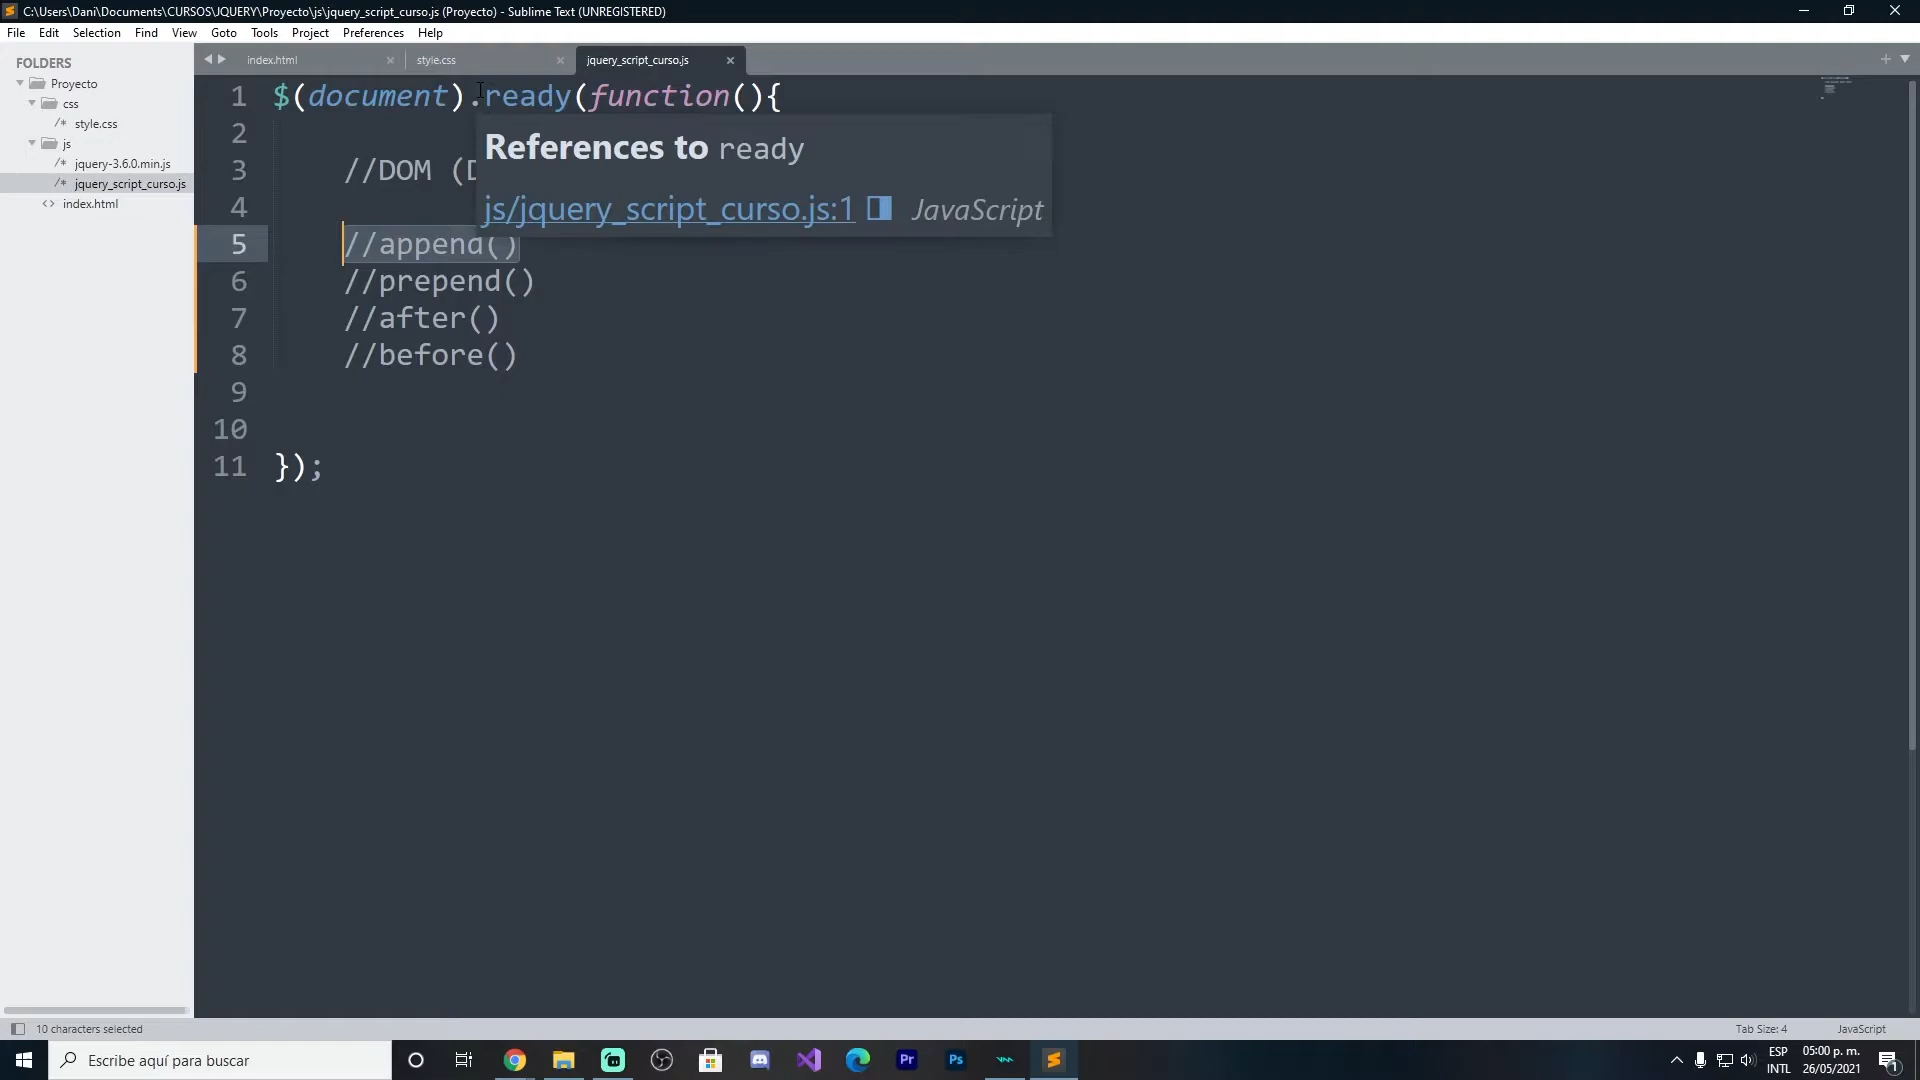 C:\Users\Dani\Documents\CURSOS\JQUERY\Proyecto\js\jquery_script_curso.js (Proyecto) - Sublime Text (UNREGISTERED)
File Edit Selection Find View Goto Tools Project Preferences Help
FOLDERS
Proyecto
css
/* style.css
js
/* jquery-3.6.0.min.js
/* jquery_script_curso.js
<> index.html
index.html
style.css
jquery_script_curso.js
1 $(document).ready(function(){
2
3 //DOM (D
4
5 //append()
6 //prepend()
7 //after()
8 //before()
9
10
11 });
References to ready
js/jquery_script_curso.js:1 JavaScript
10 characters selected
Tab Size: 4
JavaScript
Escribe aquí para buscar
Pr
Ps
ESP
INTL
05:00 p. m.
26/05/2021
1